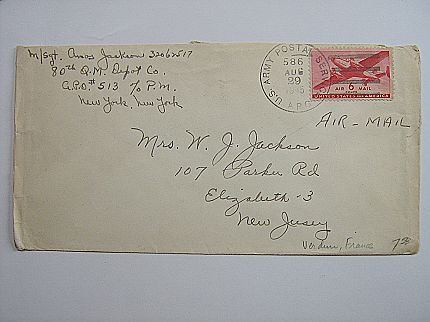 M/Sgt. Amos Jackson 32062517
80th Q.M. Depot Co.
A.P.O.# 513 c/o P.M.
New York, New York
U.S. ARMY POSTAL SERVICE
586
AUG
29
1945
A.P.O.
AIR 6 MAIL
UNITED STATES OF AMERICA
AIR-MAIL
Mrs. W. J. Jackson
107 Parker Rd
Elizabeth-3
New Jersey
Verdun, France